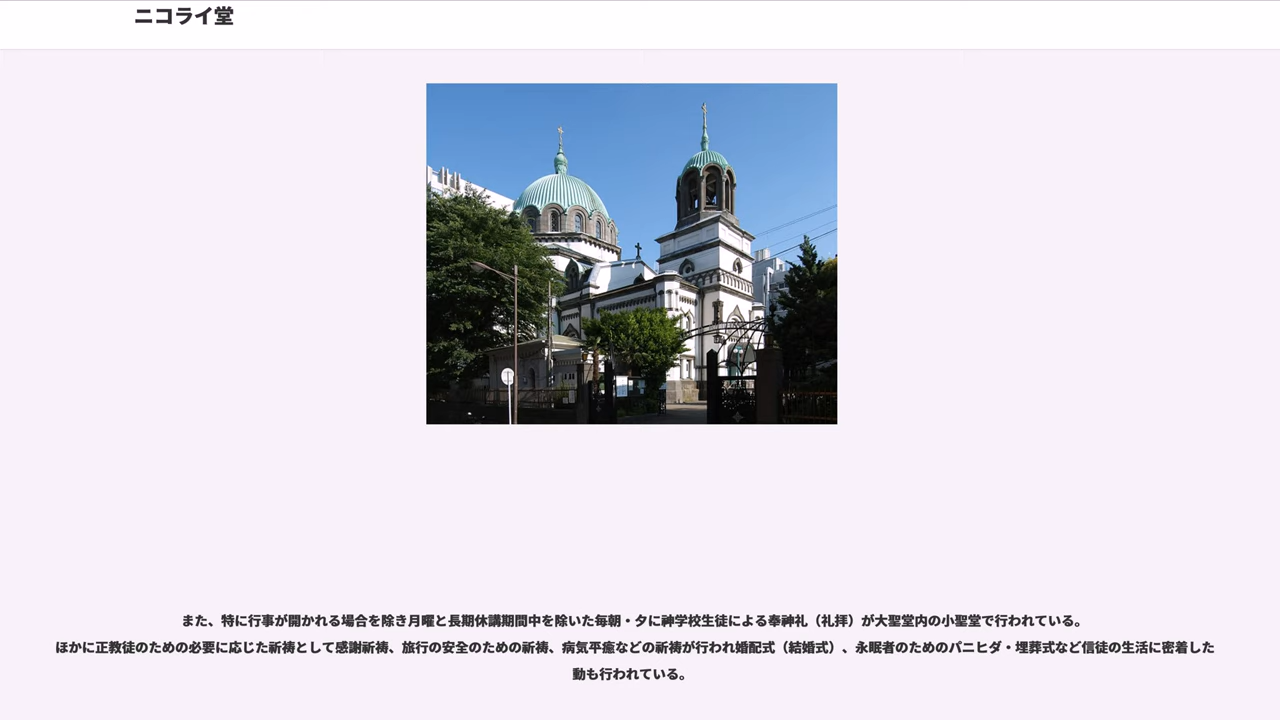 ニコライ堂
また、特に行事が開かれる場合を除き月曜と長期休講期間中を除いた毎朝・夕に神学校生徒による奉神礼（礼拝）が大聖堂内の小聖堂で行われている。
ほかに正教徒のための必要に応じた祈祷として感謝祈祷、旅行の安全のための祈祷、病気平癒などの祈祷が行われ婚配式（結婚式）、永眠者のためのパニヒダ・埋葬式など信徒の生活に密着した
動も行われている。